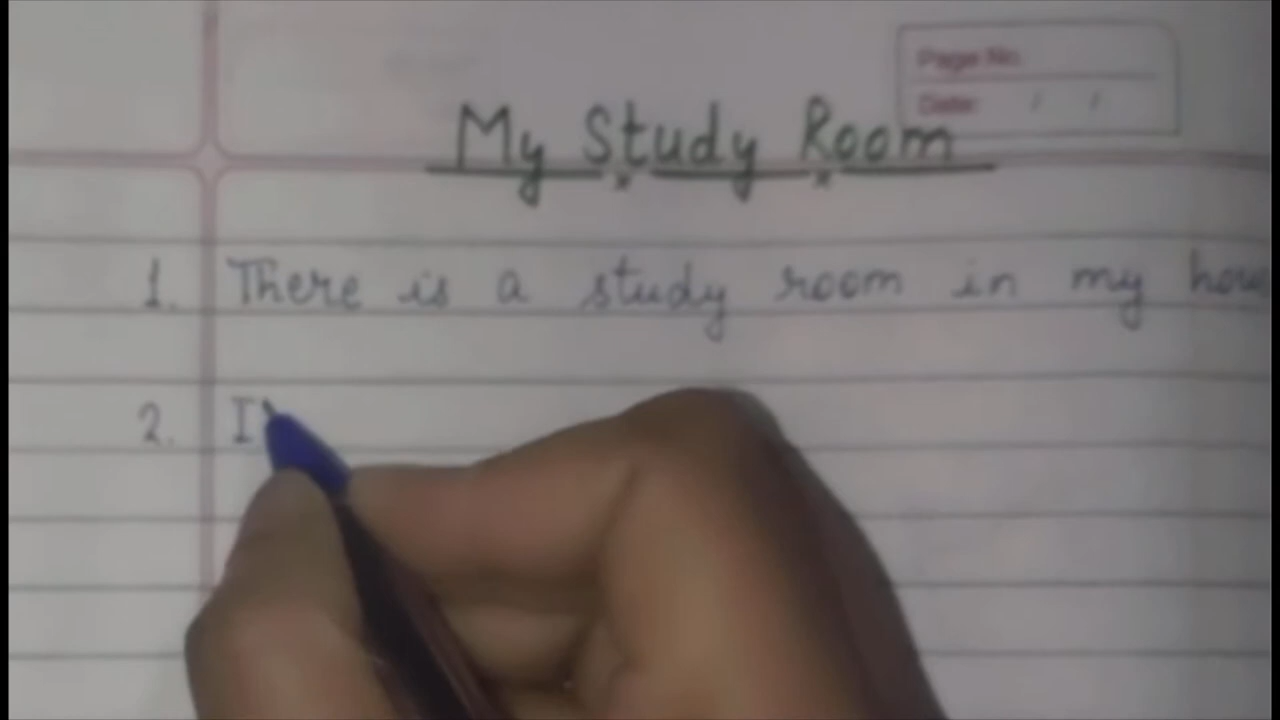 Page No.
Date: / /
My Study Room
1. There is a study room in my hou
2. I